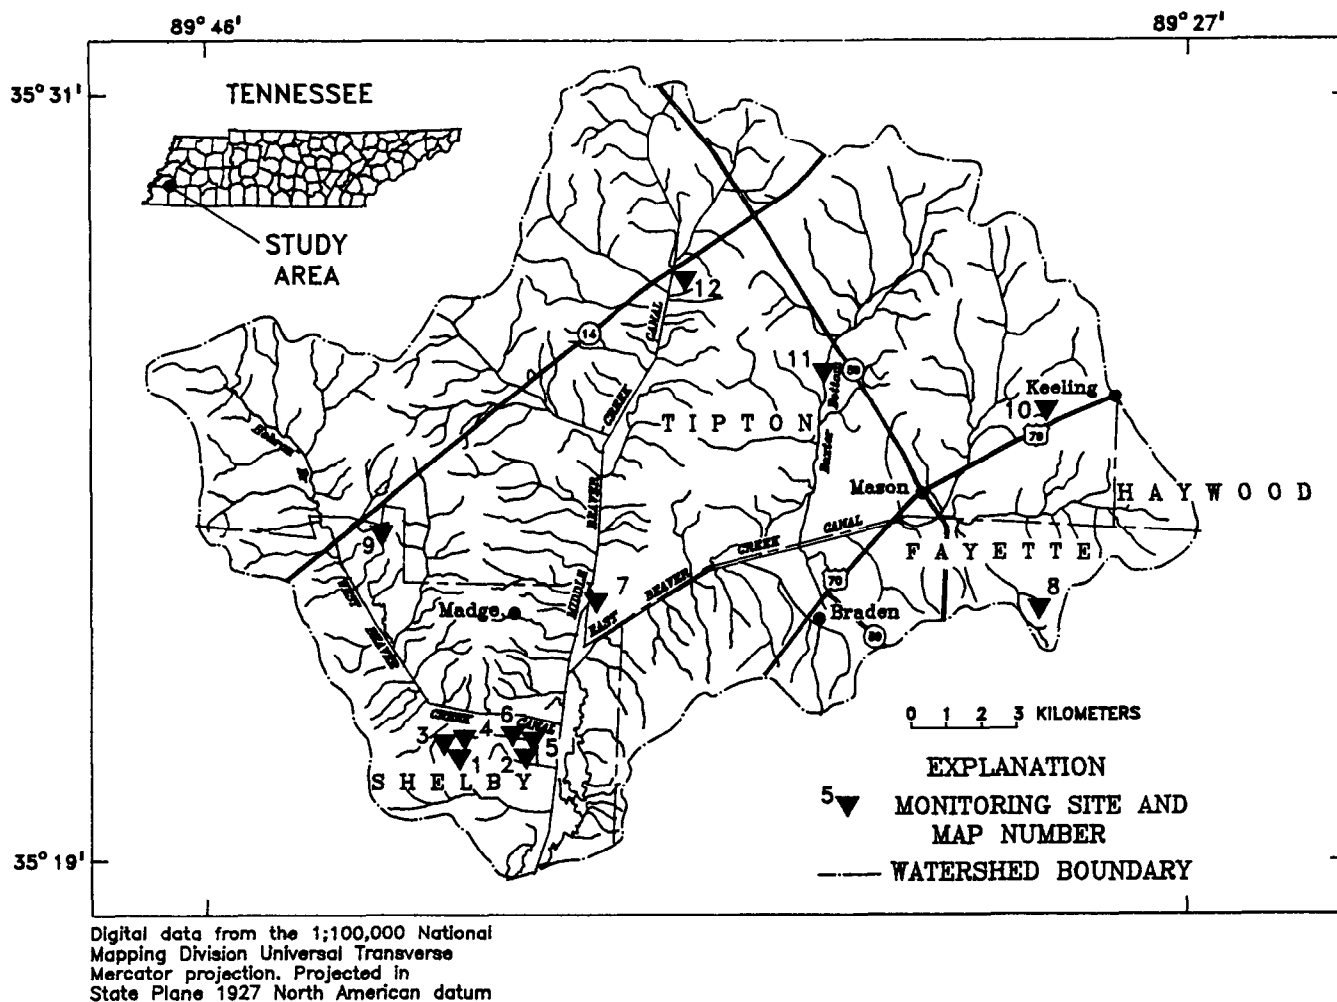 89° 46'
89° 27'
35° 31'
TENNESSEE
STUDY
AREA
12
14
CANAL
CREEK
11
59
Bottom
Baxter
TIPTON
Keeling
10
70
Mason
HAYWOOD
BEAVER
CREEK CANAL
FAYETTE
9
WEST
BEAVER
Madge
MIDDLE
7
EAST
BEAVER
70
Braden
59
8
CREEK
CANAL
6
3
4
5
1
2
SHELBY
0 1 2 3 KILOMETERS
EXPLANATION
5 MONITORING SITE AND
MAP NUMBER
WATERSHED BOUNDARY
35° 19'
Digital data from the 1;100,000 National
Mapping Division Universal Transverse
Mercator projection. Projected in
State Plane 1927 North American datum